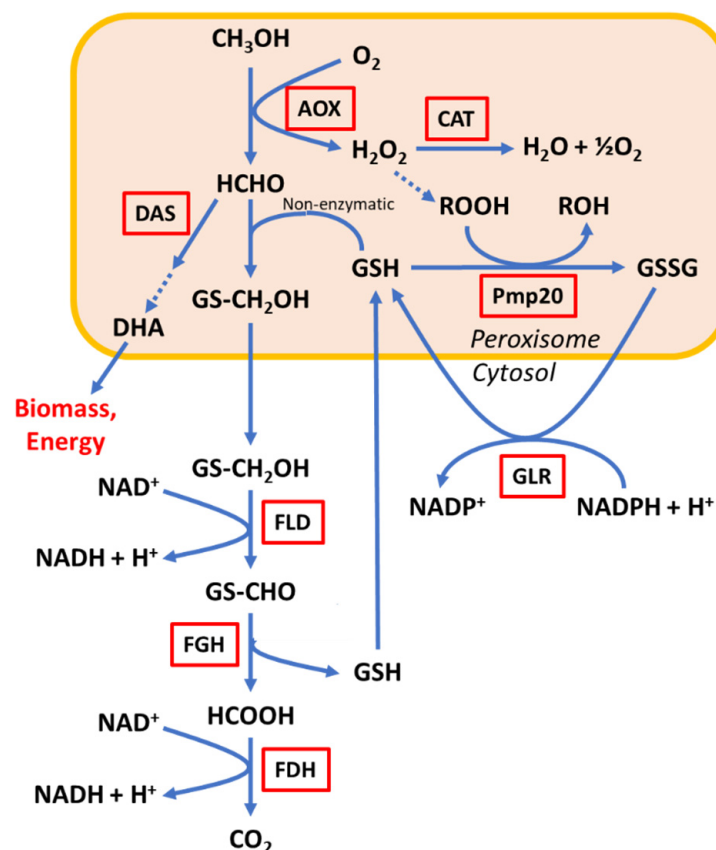 CH₃OH
O₂
AOX
CAT
H₂O₂
H₂O + ½O₂
HCHO
DAS
Non-enzymatic
ROOH
ROH
GSH
GSSG
GS-CH₂OH
Pmp20
DHA
Peroxisome
Cytosol
Biomass,
Energy
GS-CH₂OH
NAD⁺
GLR
NADP⁺
NADPH + H⁺
FLD
NADH + H⁺
GS-CHO
FGH
GSH
HCOOH
NAD⁺
FDH
NADH + H⁺
CO₂